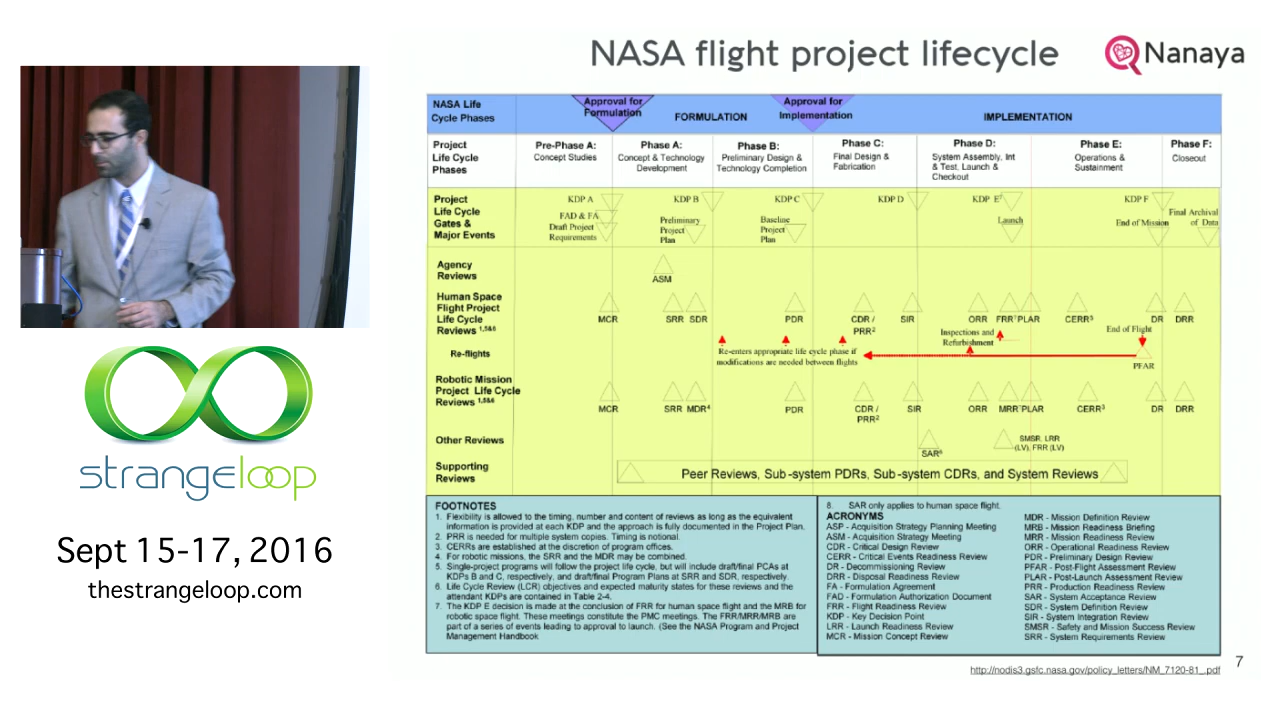 NASA flight project lifecycle
Nanaya
NASA Life
Cycle Phases
Approval for
Formulation
FORMULATION
Approval for
Implementation
IMPLEMENTATION
Project
Life Cycle
Phases
Pre-Phase A:
Concept Studies
Phase A:
Concept & Technology
Development
Phase B:
Preliminary Design &
Technology Completion
Phase C:
Final Design &
Fabrication
Phase D:
System Assembly, Int
& Test, Launch &
Checkout
Phase E:
Operations &
Sustainment
Phase F:
Closeout
Project
Life Cycle
Gates &
Major Events
KDP A
FAD & FA
Draft Project
Requirements
KDP B
Preliminary
Project
Plan
KDP C
Baseline
Project
Plan
KDP D
KDP E7
Launch
KDP F
End of Mission
Final Archival
of Data
Agency
Reviews
ASM
Human Space
Flight Project
Life Cycle
Reviews 1,5&6
MCR
SRR SDR
PDR
CDR /
PRR2
SIR
ORR FRR7 PLAR
CERR3
DR DRR
Re-flights
Re-enters appropriate life cycle phase if
modifications are needed between flights
Inspections and
Refurbishment
End of Flight
PFAR
Robotic Mission
Project Life Cycle
Reviews 1,5&6
MCR
SRR MDR4
PDR
CDR /
PRR2
SIR
ORR MRR7 PLAR
CERR3
DR DRR
Other Reviews
SAR8
SMSR, LRR
(LV), FRR (LV)
Supporting
Reviews
Peer Reviews, Sub-system PDRs, Sub-system CDRs, and System Reviews
FOOTNOTES
1. Flexibility is allowed to the timing, number and content of reviews as long as the equivalent
information is provided at each KDP and the approach is fully documented in the Project Plan.
2. PRR is needed for multiple system copies. Timing is notional.
3. CERRs are established at the discretion of program offices.
4. For robotic missions, the SRR and the MDR may be combined.
5. Single-project programs will follow the project life cycle, but will include draft/final PCAs at
KDPs B and C, respectively, and draft/final Program Plans at SRR and SDR, respectively.
6. Life Cycle Review (LCR) objectives and expected maturity states for these reviews and the
attendant KDPs are contained in Table 2-4.
7. The KDP E decision is made at the conclusion of FRR for human space flight and the MRB for
robotic space flight. These meetings constitute the PMC meetings. The FRR/MRR/MRB are
part of a series of events leading to approval to launch. (See the NASA Program and Project
Management Handbook
8. SAR only applies to human space flight.
ACRONYMS
ASP - Acquisition Strategy Planning Meeting
ASM - Acquisition Strategy Meeting
CDR - Critical Design Review
CERR - Critical Events Readiness Review
DR - Decommissioning Review
DRR - Disposal Readiness Review
FA - Formulation Agreement
FAD - Formulation Authorization Document
FRR - Flight Readiness Review
KDP - Key Decision Point
LRR - Launch Readiness Review
MCR - Mission Concept Review
MDR - Mission Definition Review
MRB - Mission Readiness Briefing
MRR - Mission Readiness Review
ORR - Operational Readiness Review
PDR - Preliminary Design Review
PFAR - Post-Flight Assessment Review
PLAR - Post-Launch Assessment Review
PRR - Production Readiness Review
SAR - System Acceptance Review
SDR - System Definition Review
SIR - System Integration Review
SMSR - Safety and Mission Success Review
SRR - System Requirements Review
http://nodis3.gsfc.nasa.gov/policy_letters/NM_7120-81_.pdf
7
strangeloop
Sept 15-17, 2016
thestrangeloop.com